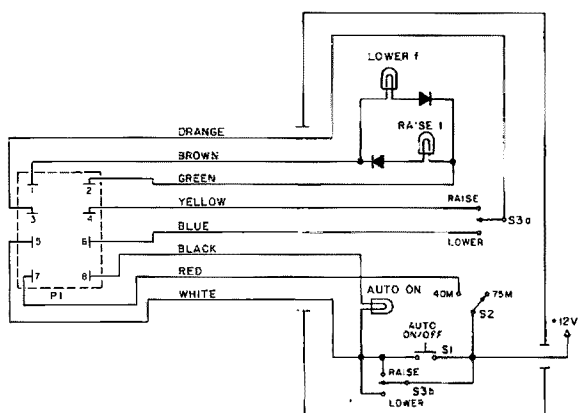 LOWER f
RAISE f
ORANGE
BROWN
GREEN
YELLOW
BLUE
BLACK
RED
WHITE
1
2
3
4
5
6
7
8
P1
RAISE
S3a
LOWER
AUTO ON
40M
75M
S2
+12V
AUTO
ON/OFF
S1
RAISE
S3b
LOWER